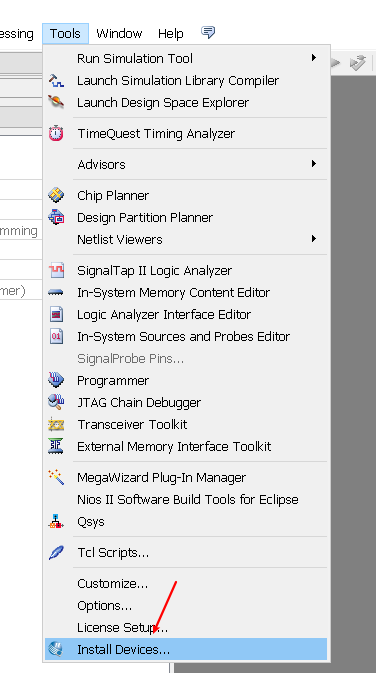 essing Tools Window Help
Run Simulation Tool
Launch Simulation Library Compiler
Launch Design Space Explorer
TimeQuest Timing Analyzer
Advisors
Chip Planner
Design Partition Planner
mming
Netlist Viewers
SignalTap II Logic Analyzer
mer)
In-System Memory Content Editor
Logic Analyzer Interface Editor
01 In-System Sources and Probes Editor
SignalProbe Pins...
Programmer
JTAG Chain Debugger
Transceiver Toolkit
External Memory Interface Toolkit
MegaWizard Plug-In Manager
Nios II Software Build Tools for Eclipse
Qsys
Tcl Scripts...
Customize...
Options...
License Setup...
Install Devices...